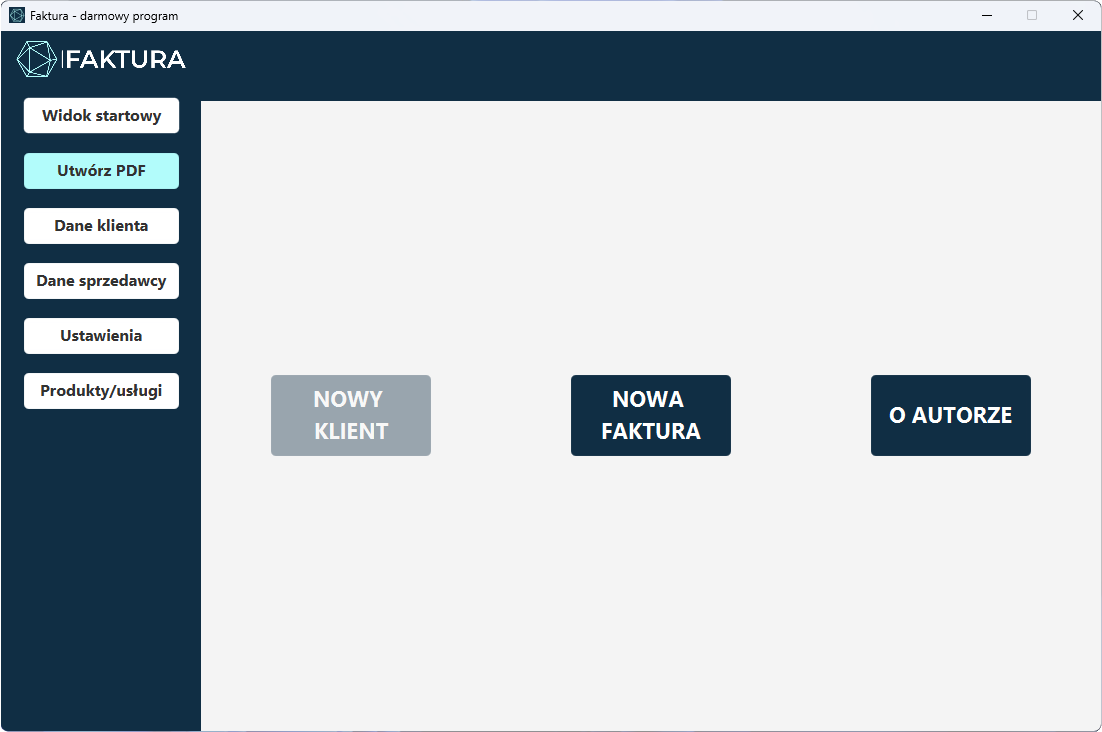 Faktura - darmowy program
FAKTURA
Widok startowy
Utwórz PDF
Dane klienta
Dane sprzedawcy
Ustawienia
Produkty/usługi
NOWY
KLIENT
NOWA
FAKTURA
O AUTORZE